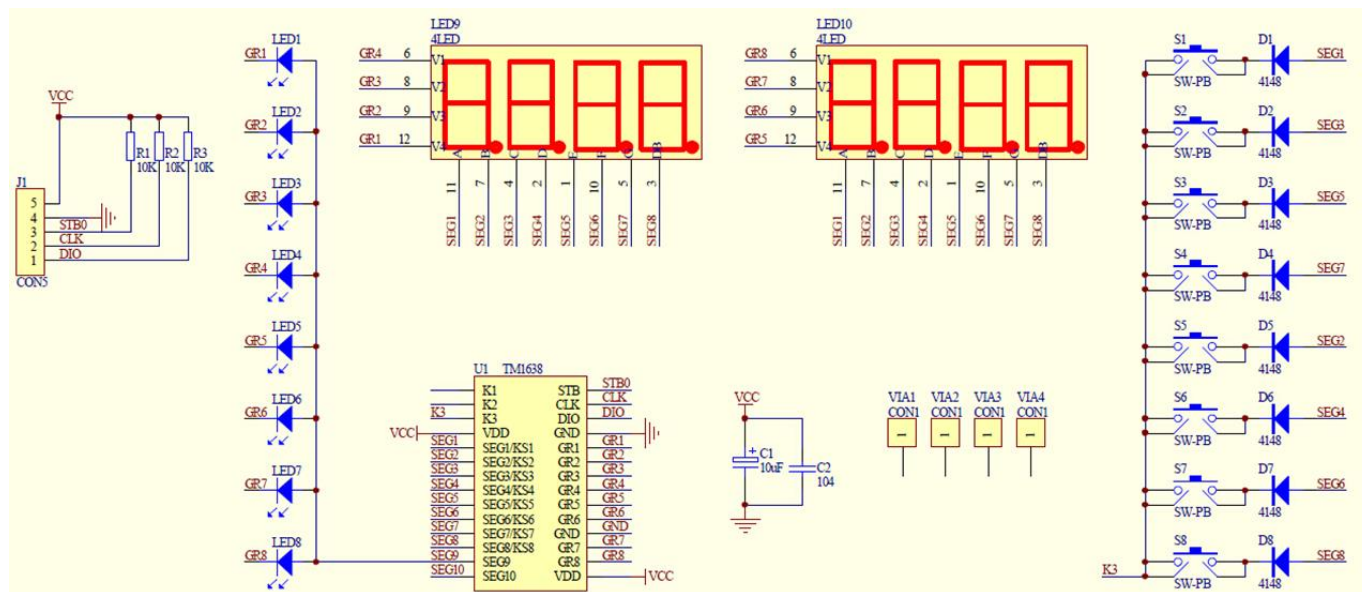 VCC
R1
10K
R2
10K
R3
10K
J1
5
4
3
2
1
STB0
CLK
DIO
CON5
LED1
GR1
LED2
GR2
LED3
GR3
LED4
GR4
LED5
GR5
LED6
GR6
LED7
GR7
LED8
GR8
LED9
4LED
GR4 6 V1
GR3 8 V2
GR2 9 V3
GR1 12 V4
A B C D E F G DB
11 7 4 2 1 10 5 3
SEG1 SEG2 SEG3 SEG4 SEG5 SEG6 SEG7 SEG8
LED10
4LED
GR8 6 V1
GR7 8 V2
GR6 9 V3
GR5 12 V4
A B C D E F G DB
11 7 4 2 1 10 5 3
SEG1 SEG2 SEG3 SEG4 SEG5 SEG6 SEG7 SEG8
U1 TM1638
K1 STB STB0
K2 CLK CLK
K3 K3 DIO DIO
VCC VDD GND
SEG1 SEG1/KS1 GR1 GR1
SEG2 SEG2/KS2 GR2 GR2
SEG3 SEG3/KS3 GR3 GR3
SEG4 SEG4/KS4 GR4 GR4
SEG5 SEG5/KS5 GR5 GR5
SEG6 SEG6/KS6 GR6 GR6
SEG7 SEG7/KS7 GND GND
SEG8 SEG8/KS8 GR7 GR7
SEG9 SEG9 GR8 GR8
SEG10 SEG10 VDD VCC
VCC
+
C1
10uF
C2
104
VIA1 VIA2 VIA3 VIA4
CON1 CON1 CON1 CON1
1 1 1 1
S1 D1
SEG1
SW-PB 4148
S2 D2
SEG3
SW-PB 4148
S3 D3
SEG5
SW-PB 4148
S4 D4
SEG7
SW-PB 4148
S5 D5
SEG2
SW-PB 4148
S6 D6
SEG4
SW-PB 4148
S7 D7
SEG6
SW-PB 4148
S8 D8
K3 SEG8
SW-PB 4148